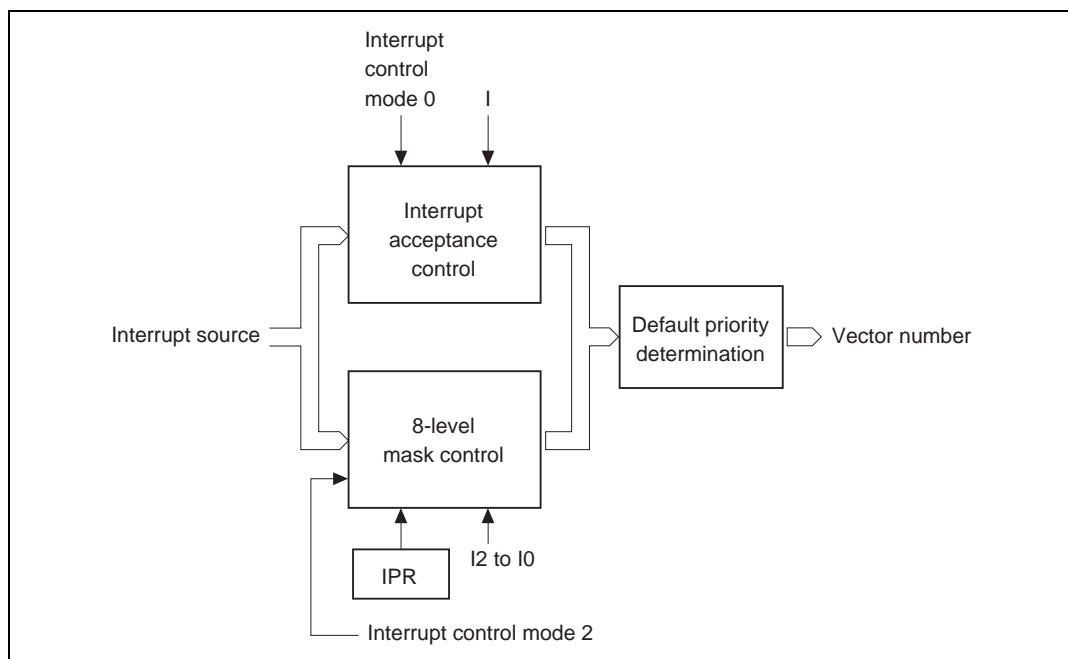 Interrupt
control
mode 0
I
Interrupt
acceptance
control
Interrupt source
Default priority
determination
Vector number
8-level
mask control
I2 to I0
IPR
Interrupt control mode 2